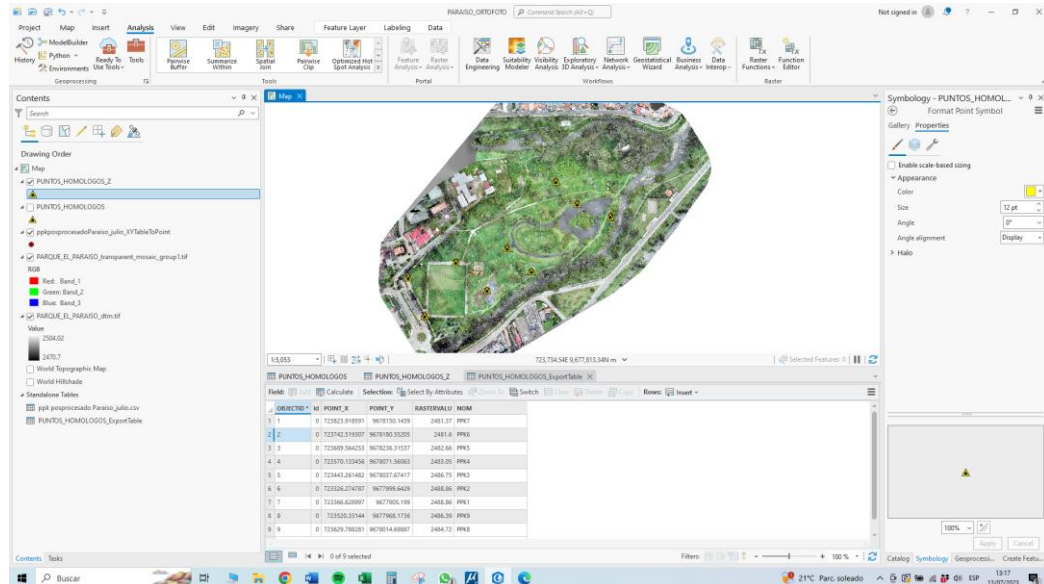 PARAISO_ORTOFOTO
Command Search (Alt+Q)
Not signed in
Project Map Insert Analysis View Edit Imagery Share Feature Layer Labeling Data
History
ModelBuilder
Python
Environments
Ready To Use Tools
Tools
Pairwise Buffer
Summarize Within
Spatial Join
Pairwise Clip
Optimized Hot Spot Analysis
Feature Analysis
Raster Analysis
Data Engineering
Suitability Modeler
Visibility Analysis
Exploratory 3D Analysis
Network Analysis
Geostatistical Wizard
Business Analysis
Data Interop
Raster Functions
Function Editor
Geoprocessing Tools Portal Workflows Raster
Contents
Search
Drawing Order
Map
PUNTOS_HOMOLOGOS_Z
PUNTOS_HOMOLOGOS
ppkposprocesadoParaiso_julio_XYTableToPoint
PARQUE_EL_PARAISO_transparent_mosaic_group1.tif
RGB
Red: Band_1
Green: Band_2
Blue: Band_3
PARQUE_EL_PARAISO_dtm.tif
Value
2504.02
2470.7
World Topographic Map
World Hillshade
Standalone Tables
ppk posprocesado Paraiso_julio.csv
PUNTOS_HOMOLOGOS_ExportTable
Contents Tasks
Map
1:5,053
723,734.54E 9,677,813.34N m
Selected Features: 0
PUNTOS_HOMOLOGOS PUNTOS_HOMOLOGOS_Z PUNTOS_HOMOLOGOS_ExportTable
Field: Add Calculate Selection: Select By Attributes Zoom To Switch Clear Delete Copy Rows: Insert
OBJECTID * Id POINT_X POINT_Y RASTERVALU NOM
1 1 0 723823.918591 9678150.1439 2481.57 PPK7
2 2 0 723742.519307 9678180.55205 2481.6 PPK6
3 3 0 723689.564253 9678236.31537 2482.66 PPK5
4 4 0 723570.133456 9678071.56063 2483.05 PPK4
5 5 0 723443.261482 9678037.67417 2486.75 PPK3
6 6 0 723326.274787 9677999.6429 2488.86 PPK2
7 7 0 723366.628097 9677905.199 2488.86 PPK1
8 8 0 723520.33144 9677968.1736 2486.39 PPK9
9 9 0 723629.788281 9678014.69887 2484.72 PPK8
0 of 9 selected
Filters:
100 %
Symbology - PUNTOS_HOMOL...
Format Point Symbol
Gallery Properties
Enable scale-based sizing
Appearance
Color
Size 12 pt
Angle 0°
Angle alignment Display
Halo
100%
Apply Cancel
Catalog Symbology Geoprocessi... Create Featu...
Buscar
21°C Parc. soleado
ESP
13:17